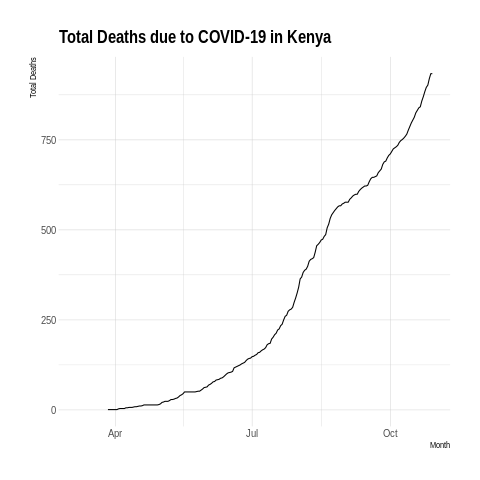 Total Deaths due to COVID-19 in Kenya
Total Deaths
750
500
250
0
Apr Jul Oct
Month